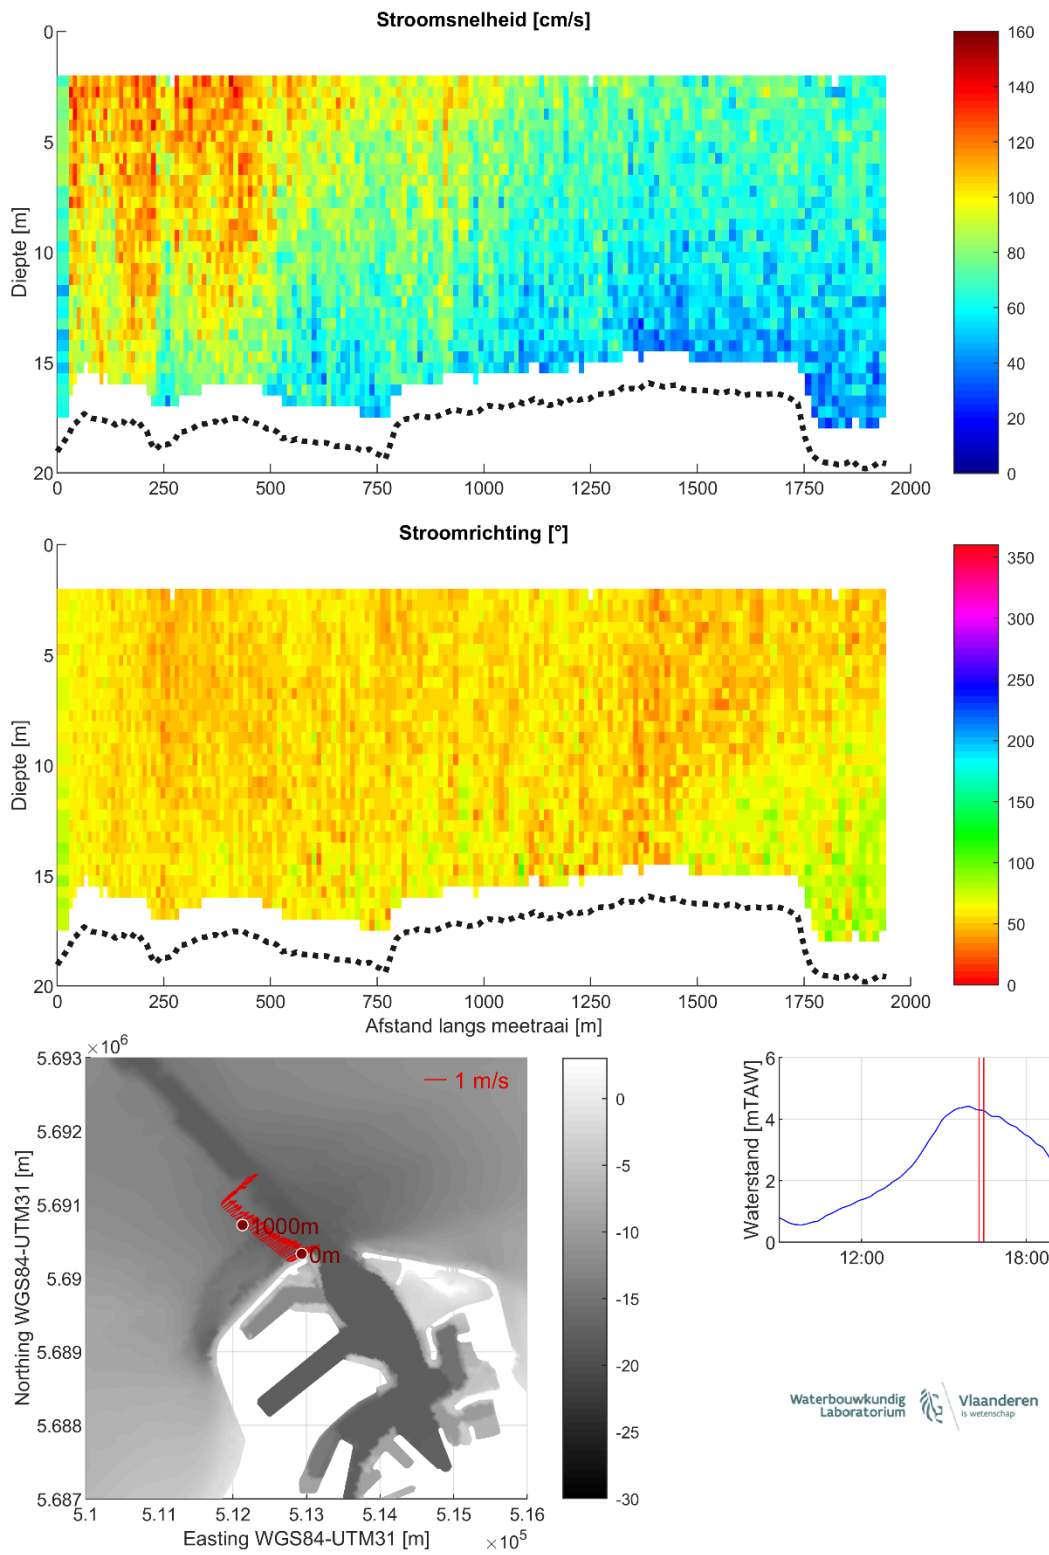 Stroomsnelheid [cm/s]
0
5
10
15
20
Diepte [m]
0 250 500 750 1000 1250 1500 1750 2000
160
140
120
100
80
60
40
20
0
Stroomrichting [°]
0
5
10
15
20
Diepte [m]
0 250 500 750 1000 1250 1500 1750 2000
Afstand langs meetraai [m]
350
300
250
200
150
100
50
0
×10⁶
5.693
5.692
5.691
5.69
5.689
5.688
5.687
Northing WGS84-UTM31 [m]
1 m/s
1000m
0m
5.1 5.12 5.13 5.14 5.15 5.16
Easting WGS84-UTM31 [m]
×10⁵
0
-5
-10
-15
-20
-25
-30
6
4
2
0
Waterstand [mTAW]
12:00 18:00
Waterbouwkundig
Laboratorium
Vlaanderen
is wetenschap